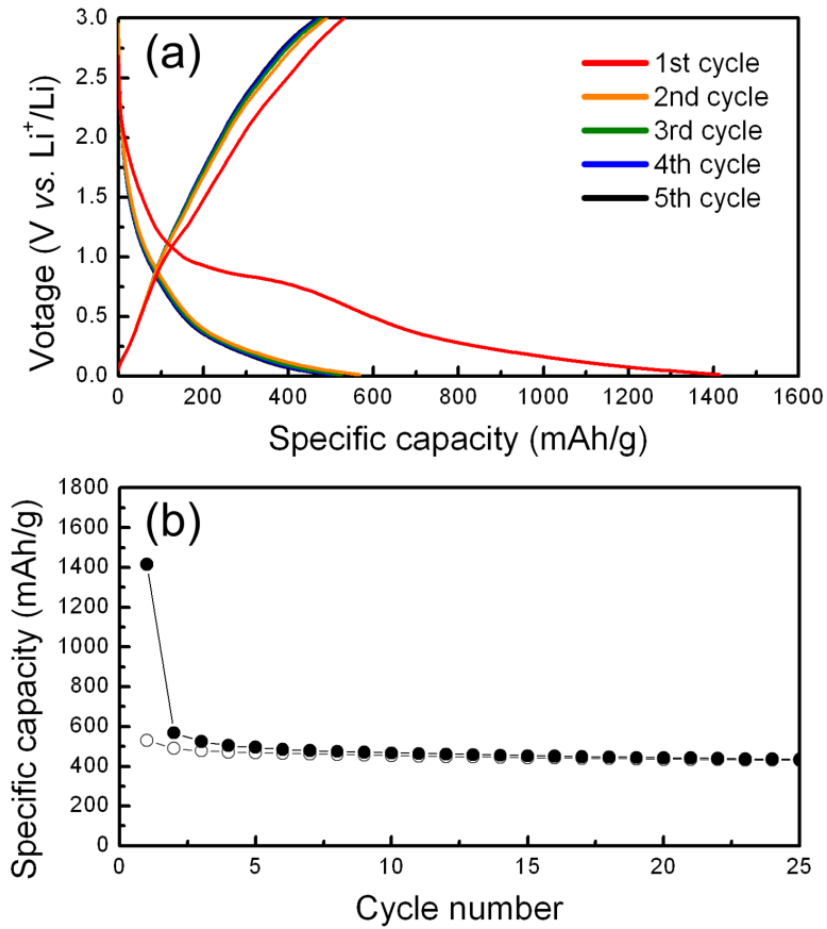 (a)
3.0
2.5
2.0
1.5
1.0
0.5
0.0
Votage (V vs. Li⁺/Li)
1st cycle
2nd cycle
3rd cycle
4th cycle
5th cycle
0 200 400 600 800 1000 1200 1400 1600
Specific capacity (mAh/g)
(b)
1800
1600
1400
1200
1000
800
600
400
200
0
Specific capacity (mAh/g)
0 5 10 15 20 25
Cycle number